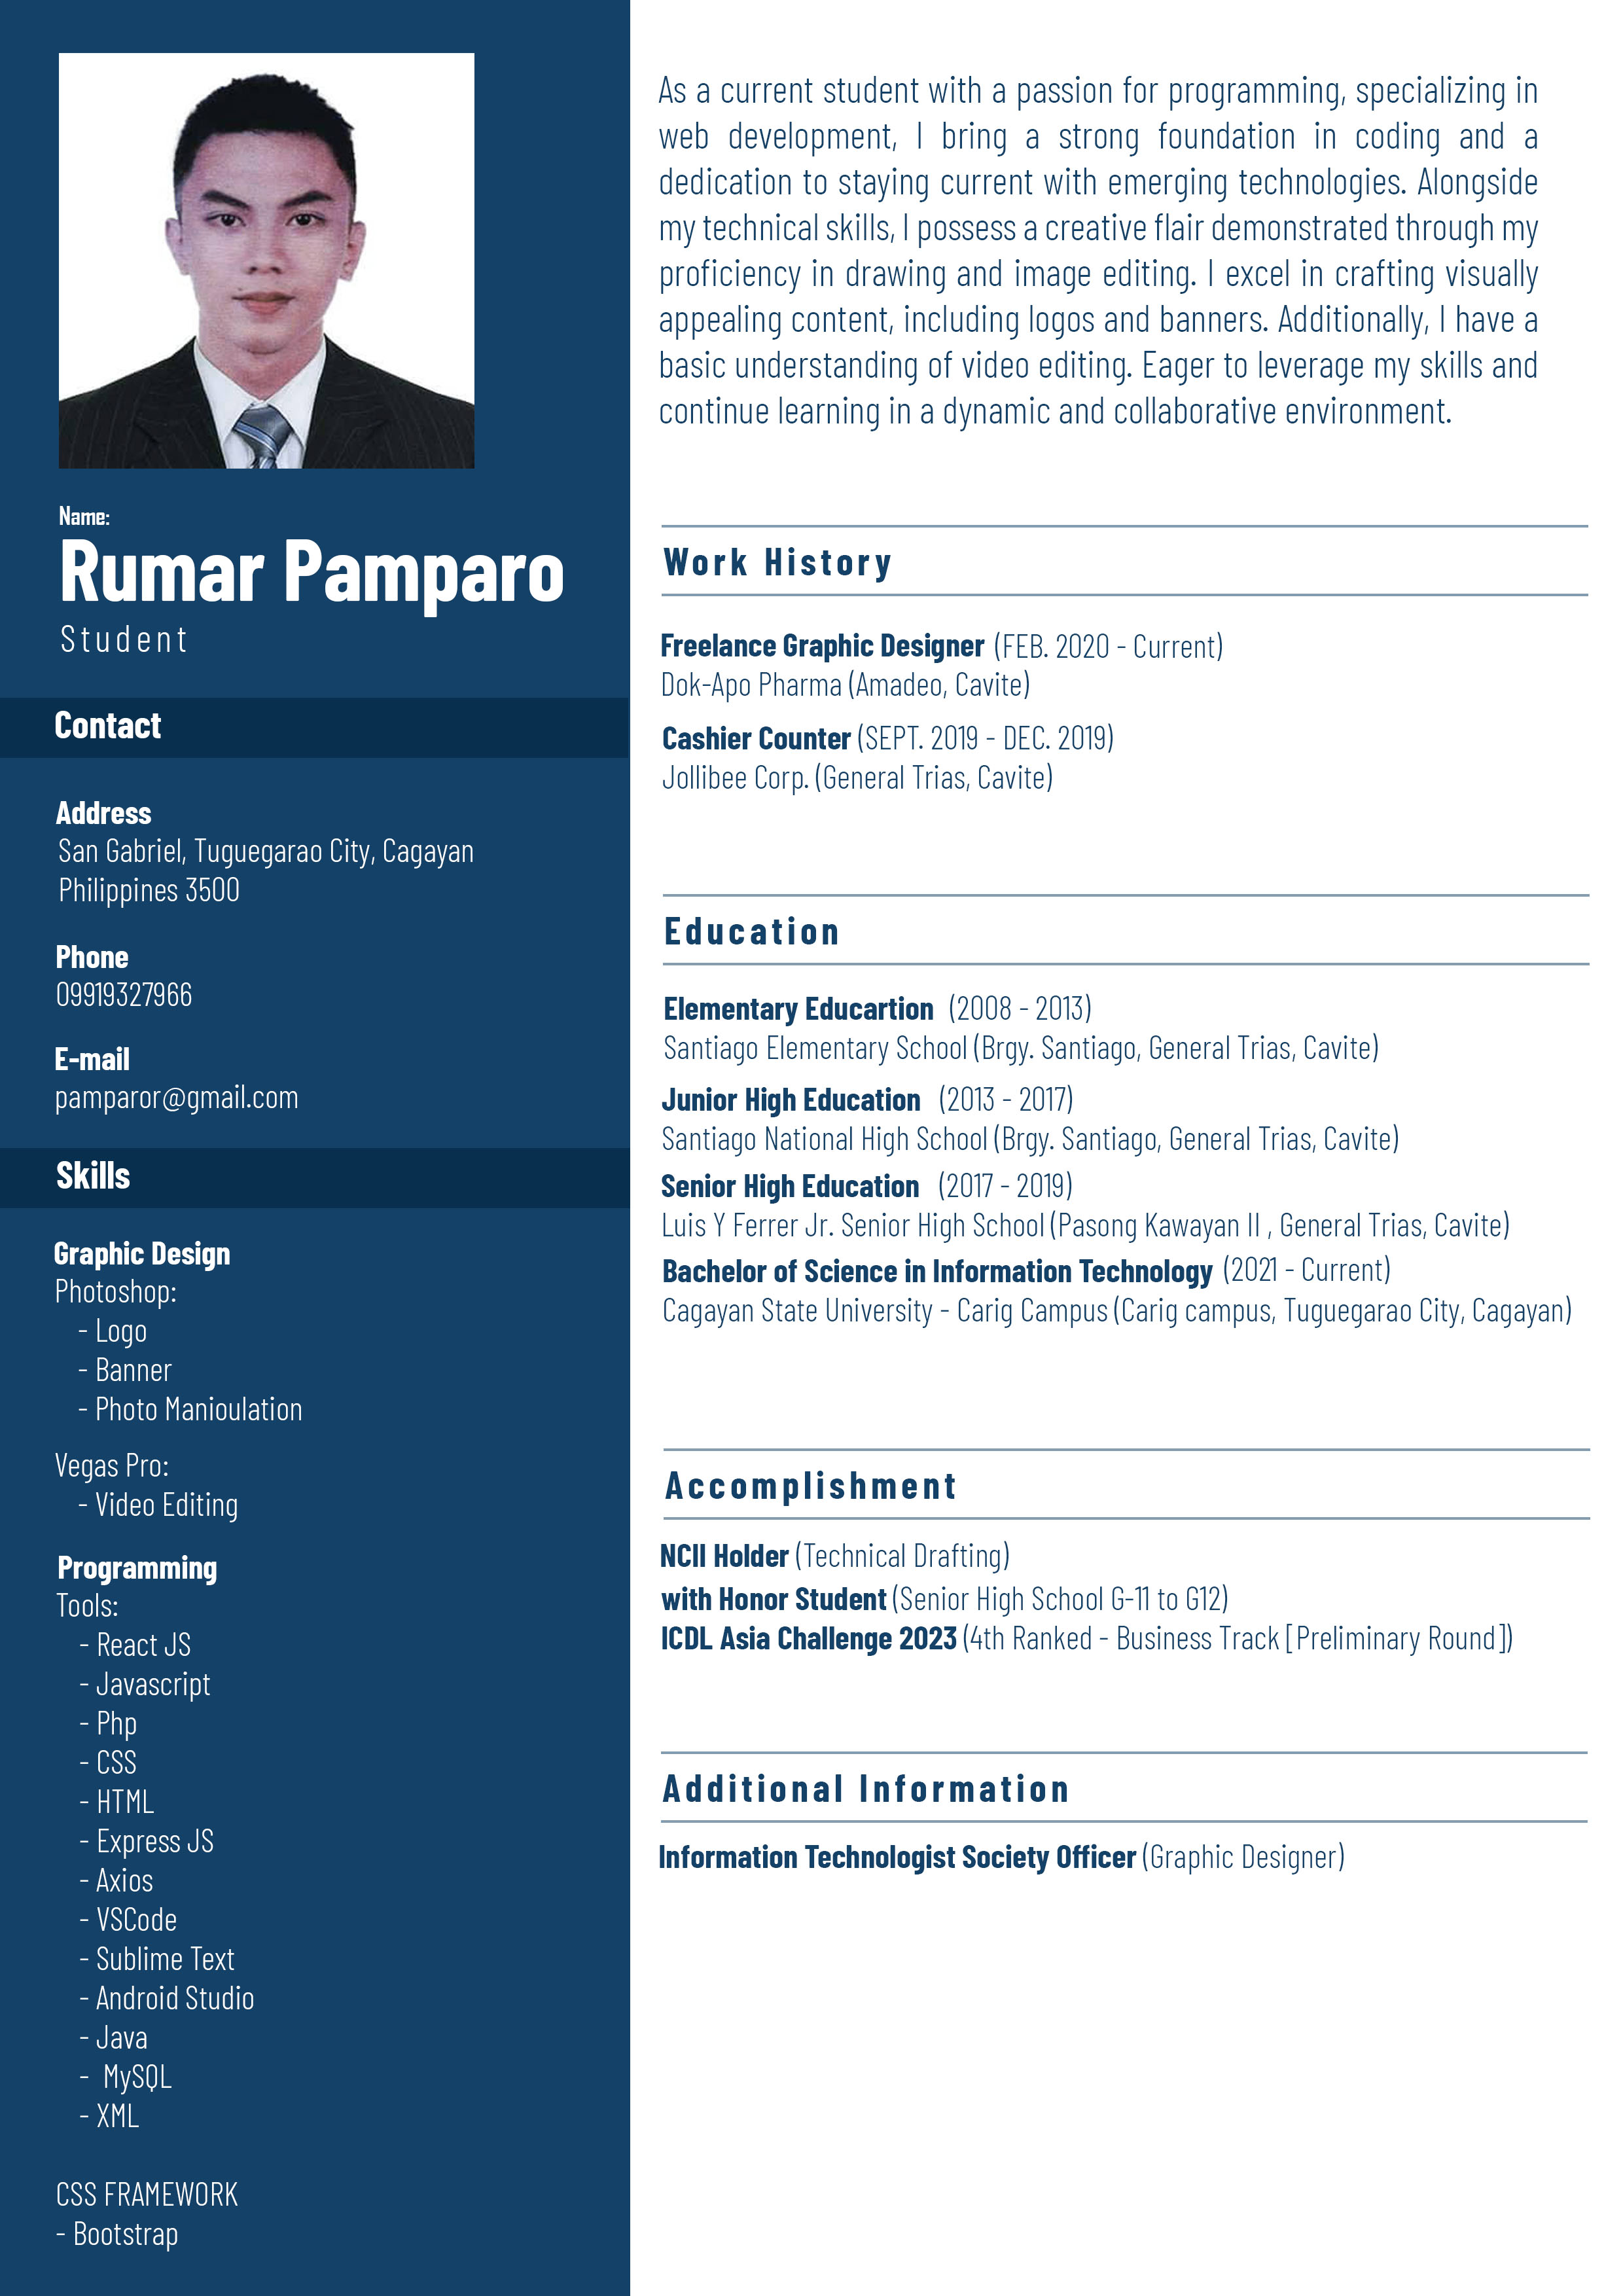 Name:
Rumar Pamparo
Student
Contact
Address
San Gabriel, Tuguegarao City, Cagayan
Philippines 3500
Phone
09919327966
E-mail
pamparor@gmail.com
Skills
Graphic Design
Photoshop:
- Logo
- Banner
- Photo Manioulation
Vegas Pro:
- Video Editing
Programming
Tools:
- React JS
- Javascript
- Php
- CSS
- HTML
- Express JS
- Axios
- VSCode
- Sublime Text
- Android Studio
- Java
- MySQL
- XML
CSS FRAMEWORK
- Bootstrap
As a current student with a passion for programming, specializing in
web development, I bring a strong foundation in coding and a
dedication to staying current with emerging technologies. Alongside
my technical skills, I possess a creative flair demonstrated through my
proficiency in drawing and image editing. I excel in crafting visually
appealing content, including logos and banners. Additionally, I have a
basic understanding of video editing. Eager to leverage my skills and
continue learning in a dynamic and collaborative environment.
Work History
Freelance Graphic Designer (FEB. 2020 - Current)
Dok-Apo Pharma (Amadeo, Cavite)
Cashier Counter (SEPT. 2019 - DEC. 2019)
Jollibee Corp. (General Trias, Cavite)
Education
Elementary Educartion (2008 - 2013)
Santiago Elementary School (Brgy. Santiago, General Trias, Cavite)
Junior High Education (2013 - 2017)
Santiago National High School (Brgy. Santiago, General Trias, Cavite)
Senior High Education (2017 - 2019)
Luis Y Ferrer Jr. Senior High School (Pasong Kawayan II , General Trias, Cavite)
Bachelor of Science in Information Technology (2021 - Current)
Cagayan State University - Carig Campus (Carig campus, Tuguegarao City, Cagayan)
Accomplishment
NCII Holder (Technical Drafting)
with Honor Student (Senior High School G-11 to G12)
ICDL Asia Challenge 2023 (4th Ranked - Business Track [Preliminary Round])
Additional Information
Information Technologist Society Officer (Graphic Designer)